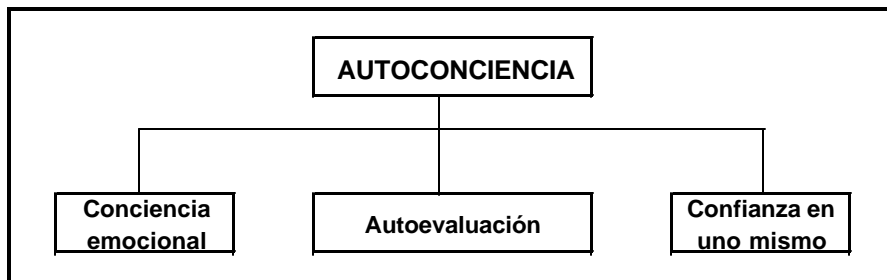 AUTOCONCIENCIA
Conciencia
emocional
Autoevaluación
Confianza en
uno mismo